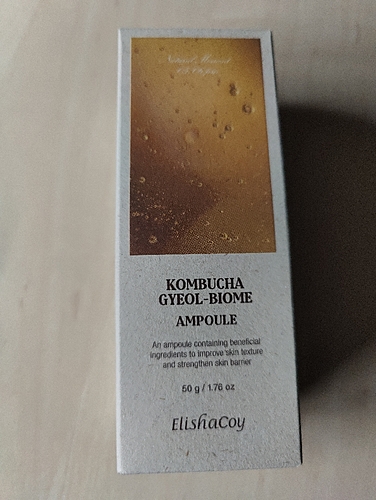 Natural
KOMBUCHA
GYEOL-BIOME
AMPOULE
An ampoule containing beneficial
ingredients to improve skin texture
and strengthen skin barrier
50 g / 1.76 oz
ElishaCoy